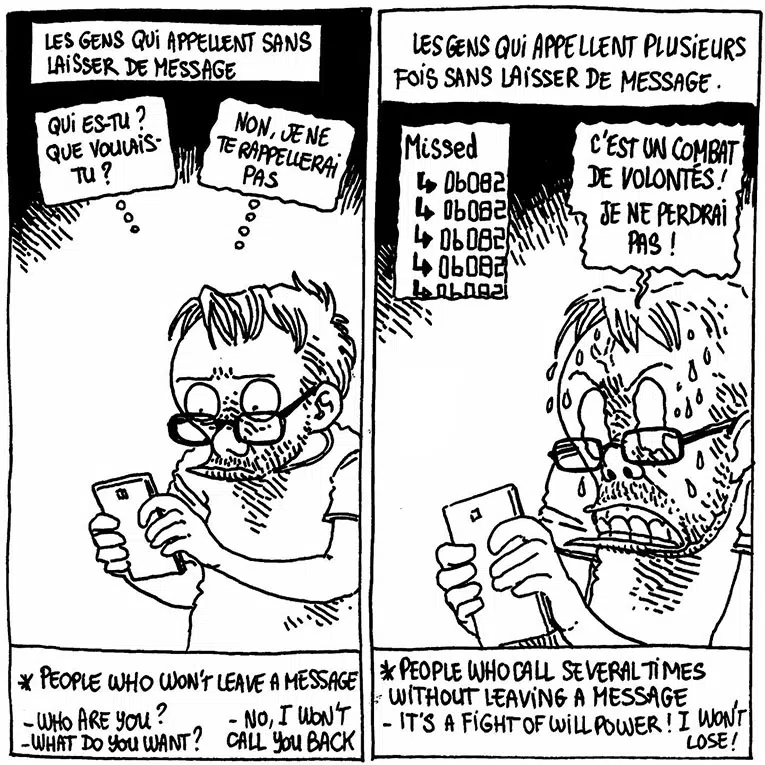 LES GENS QUI APPELLENT SANS
LAISSER DE MESSAGE
QUI ES-TU ?
QUE VOULAIS-
TU ?
NON, JE NE
TE RAPPELLERAI
PAS
* PEOPLE WHO WON'T LEAVE A MESSAGE
- WHO ARE YOU ?
- WHAT DO YOU WANT ?
- NO, I WON'T
CALL YOU BACK
LES GENS QUI APPELLENT PLUSIEURS
FOIS SANS LAISSER DE MESSAGE.
Missed
↳ 06082
↳ 06082
↳ 06082
↳ 06082
↳ 06082
C'EST UN COMBAT
DE VOLONTÉS !
JE NE PERDRAI
PAS !
* PEOPLE WHO CALL SEVERAL TIMES
WITHOUT LEAVING A MESSAGE
- IT'S A FIGHT OF WILL POWER ! I WON'T
LOSE !